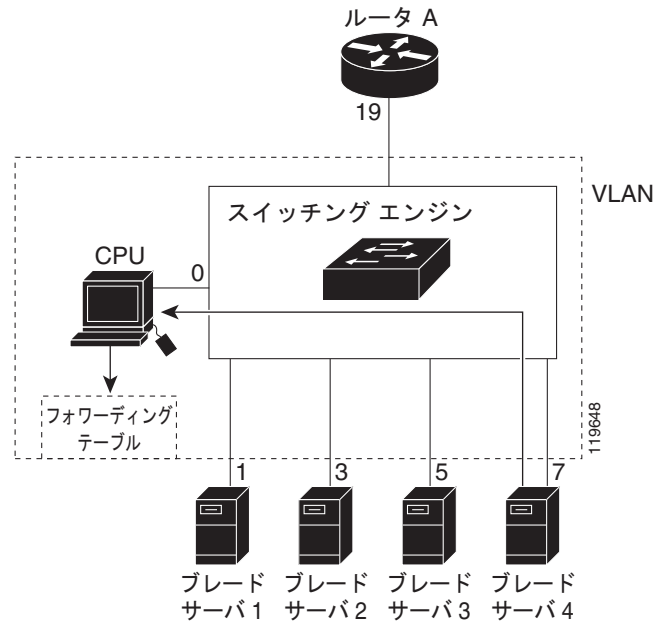 ルータ A
19
VLAN
スイッチング エンジン
CPU
0
フォワーディング
テーブル
119648
1
3
5
7
ブレード
サーバ 1
ブレード
サーバ 2
ブレード
サーバ 3
ブレード
サーバ 4